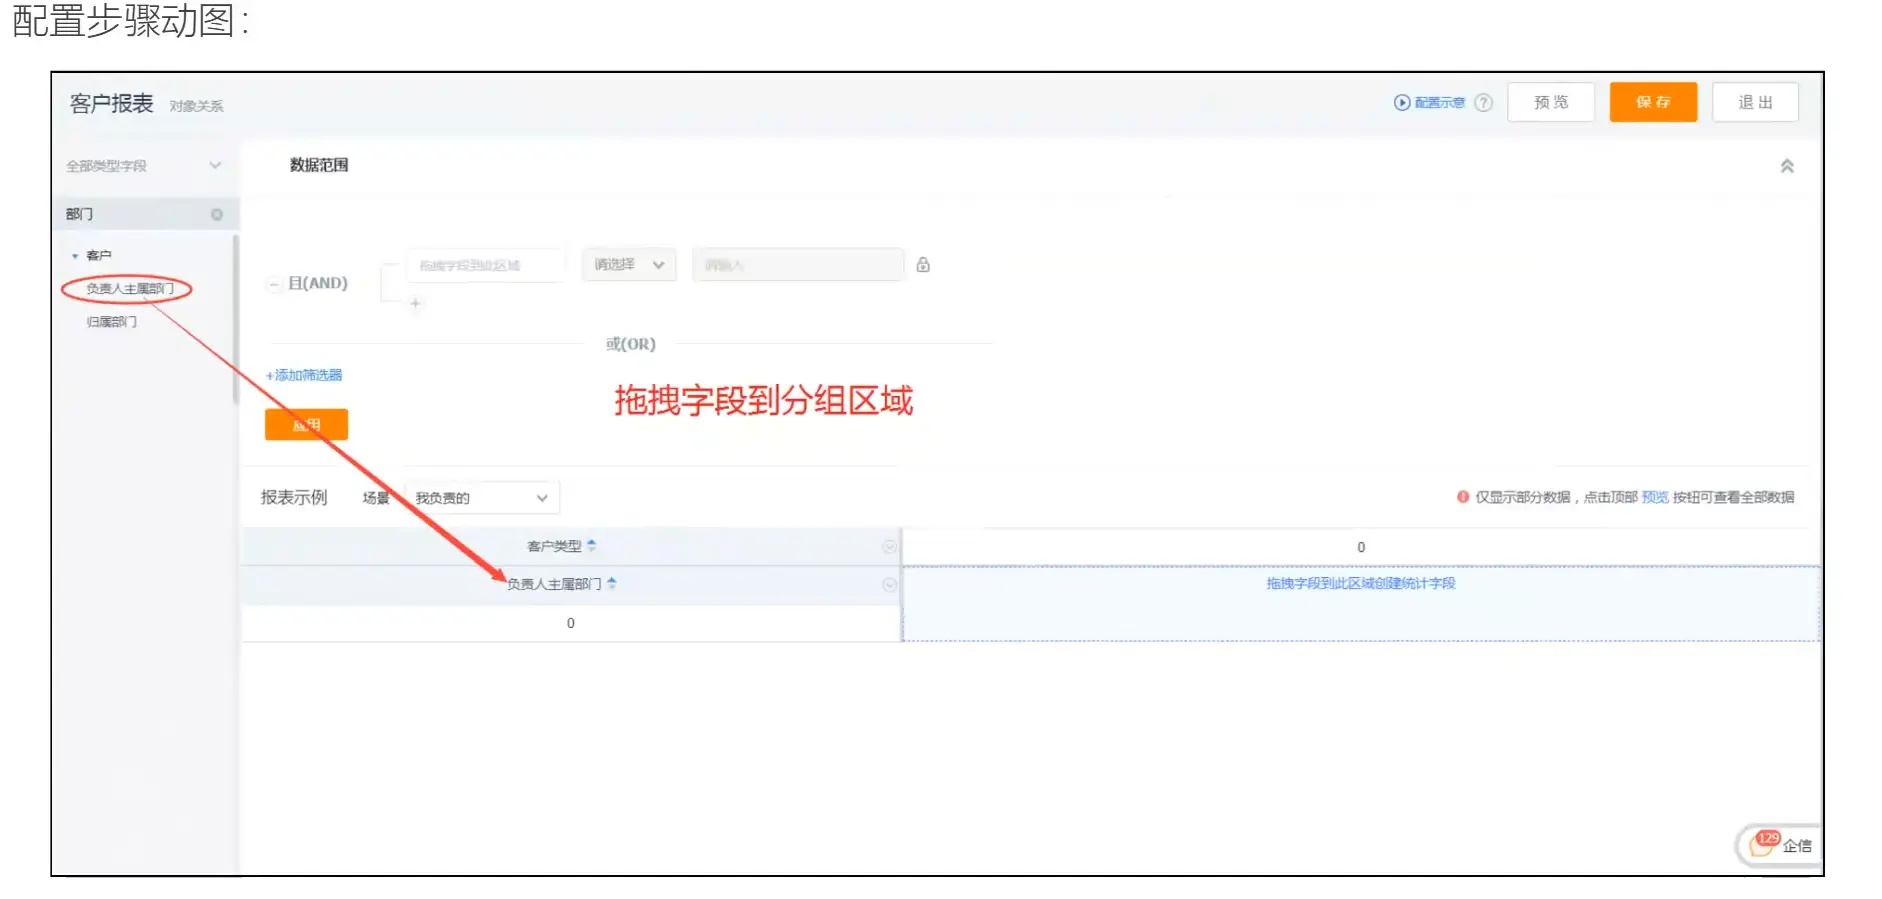 配置步骤动图：
客户报表 对象关系 配置示意 ? 预览 保存 退出
全部类型字段
数据范围
部门
客户
负责人主属部门
归属部门
且(AND) 拖拽字段到此区域 请选择 请输入
或(OR)
+添加筛选器
拖拽字段到分组区域
应用
报表示例 场景 我负责的 仅显示部分数据，点击顶部 预览 按钮可查看全部数据
客户类型 0
负责人主属部门 拖拽字段到此区域创建统计字段
0
129 企信